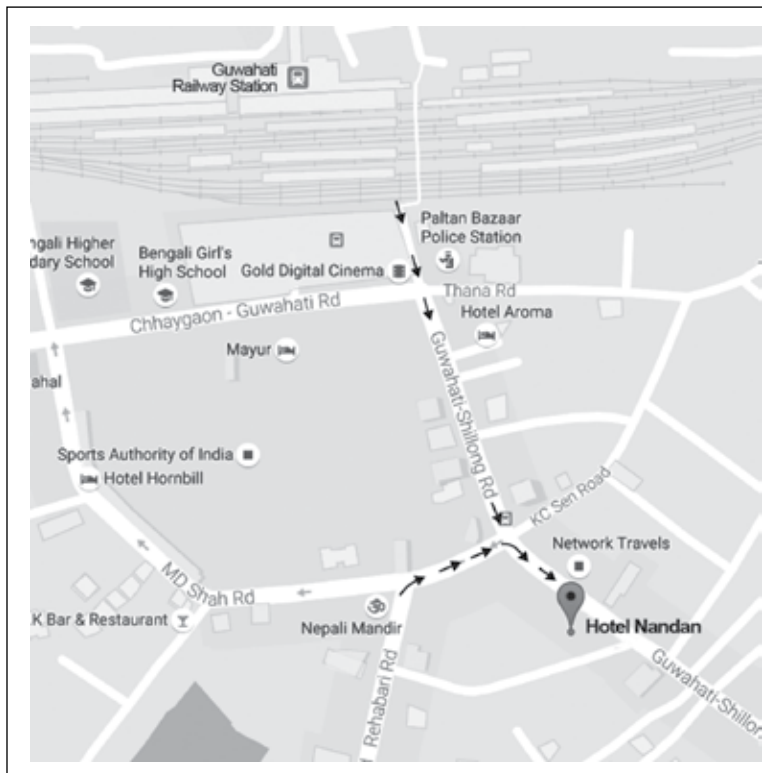 Guwahati
Railway Station
Paltan Bazaar
Police Station
ngali Higher
dary School
Bengali Girl's
High School
Gold Digital Cinema
Thana Rd
Chhaygaon - Guwahati Rd
Hotel Aroma
Mayur
Guwahati-Shillong Rd
ahal
Sports Authority of India
Hotel Hornbill
KC Sen Road
Network Travels
MD Shah Rd
K Bar & Restaurant
Nepali Mandir
Hotel Nandan
Rehabari Rd
Guwahati-Shillon